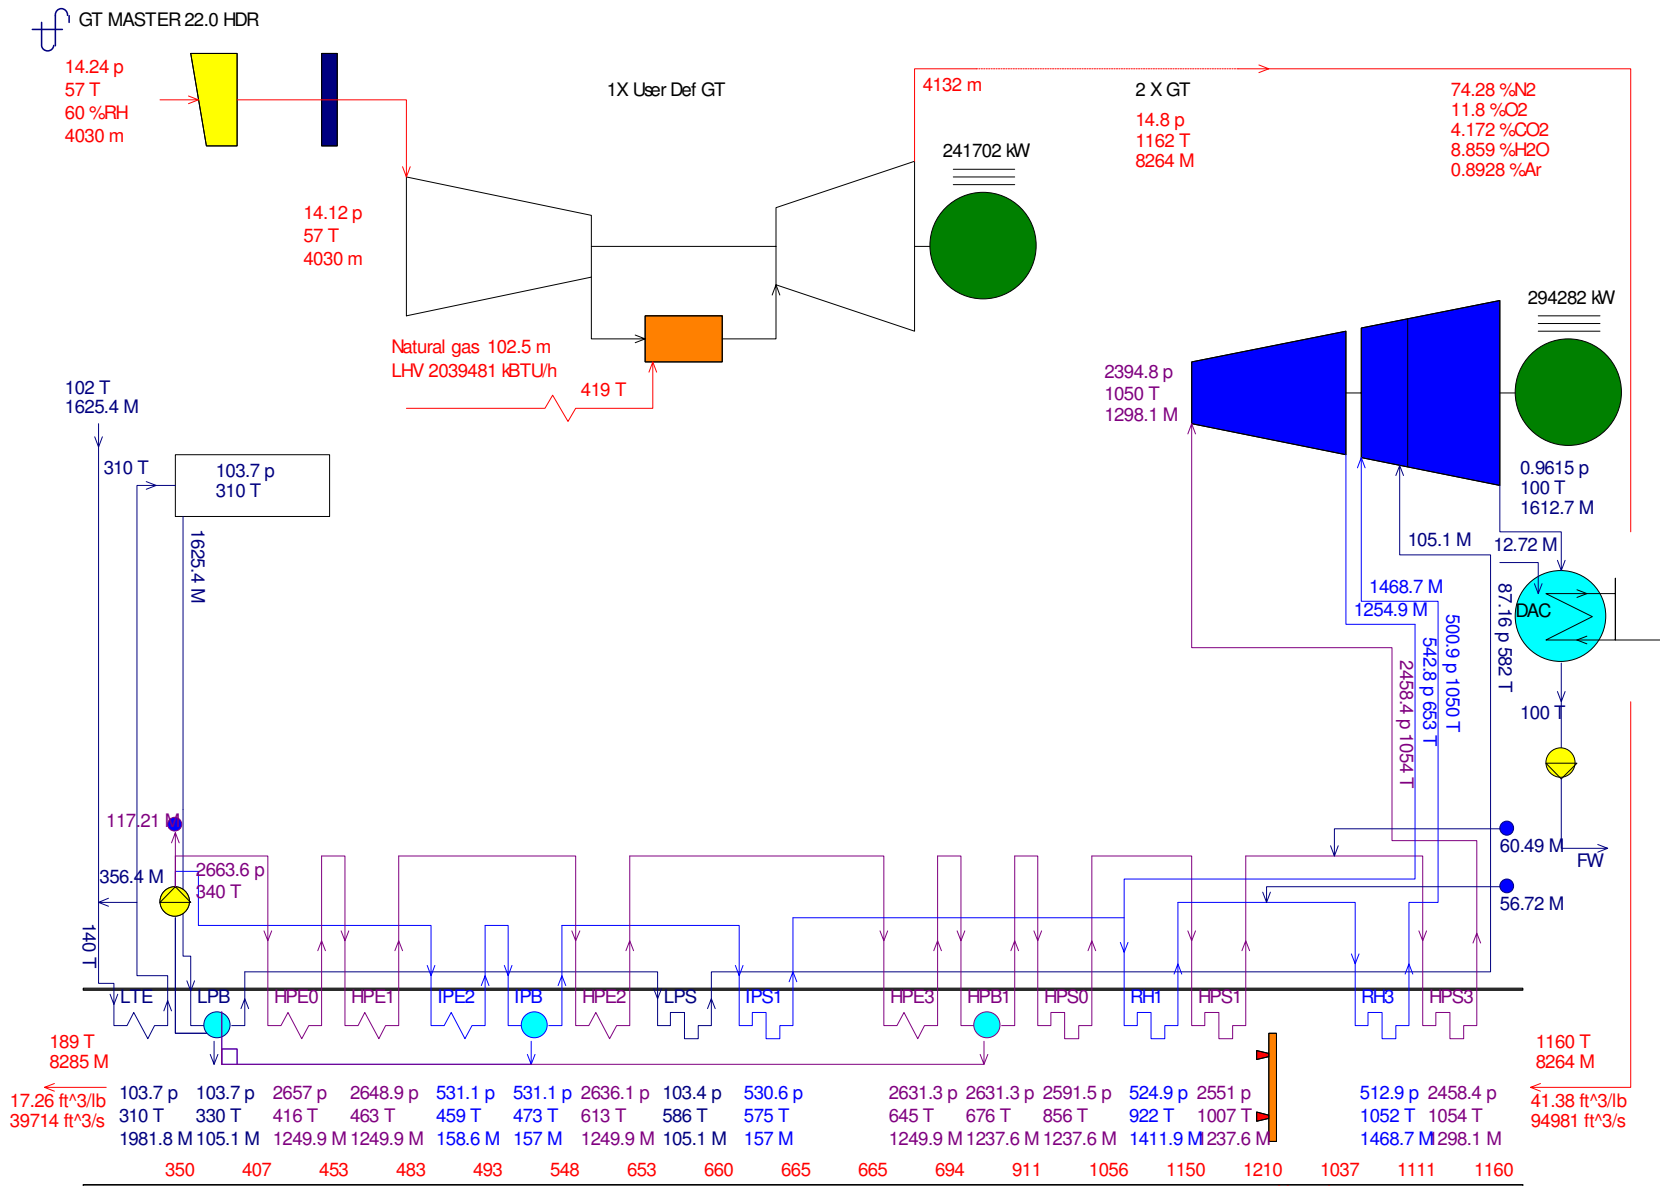 GT MASTER 22.0 HDR
14.24 p
57 T
60 %RH
4030 m
1X User Def GT
4132 m
2 X GT
14.8 p
1162 T
8264 M
74.28 %N2
11.8 %O2
4.172 %CO2
8.859 %H2O
0.8928 %Ar
241702 kW
14.12 p
57 T
4030 m
Natural gas 102.5 m
LHV 2039481 kBTU/h
419 T
294282 kW
2394.8 p
1050 T
1298.1 M
102 T
1625.4 M
310 T
103.7 p
310 T
1625.4 M
0.9615 p
100 T
1612.7 M
105.1 M
12.72 M
1468.7 M
1254.9 M
DAC
87.16 p 582 T
500.9 p 1050 T
542.8 p 653 T
2458.4 p 1054 T
100 T
117.21 M
60.49 M
FW
356.4 M
2663.6 p
340 T
56.72 M
140 T
LTE LPB HPE0 HPE1 IPE2 IPB HPE2 LPS IPS1 HPE3 HPB1 HPS0 RH1 HPS1 RH3 HPS3
189 T
8285 M
1160 T
8264 M
17.26 ft^3/lb
39714 ft^3/s
41.38 ft^3/lb
94981 ft^3/s
103.7 p 103.7 p 2657 p 2648.9 p 531.1 p 531.1 p 2636.1 p 103.4 p 530.6 p 2631.3 p 2631.3 p 2591.5 p 524.9 p 2551 p 512.9 p 2458.4 p
310 T 330 T 416 T 463 T 459 T 473 T 613 T 586 T 575 T 645 T 676 T 856 T 922 T 1007 T 1052 T 1054 T
1981.8 M 105.1 M 1249.9 M 1249.9 M 158.6 M 157 M 1249.9 M 105.1 M 157 M 1249.9 M 1237.6 M 1237.6 M 1411.9 M 1237.6 M 1468.7 M 1298.1 M
350 407 453 483 493 548 653 660 665 665 694 911 1056 1150 1210 1037 1111 1160